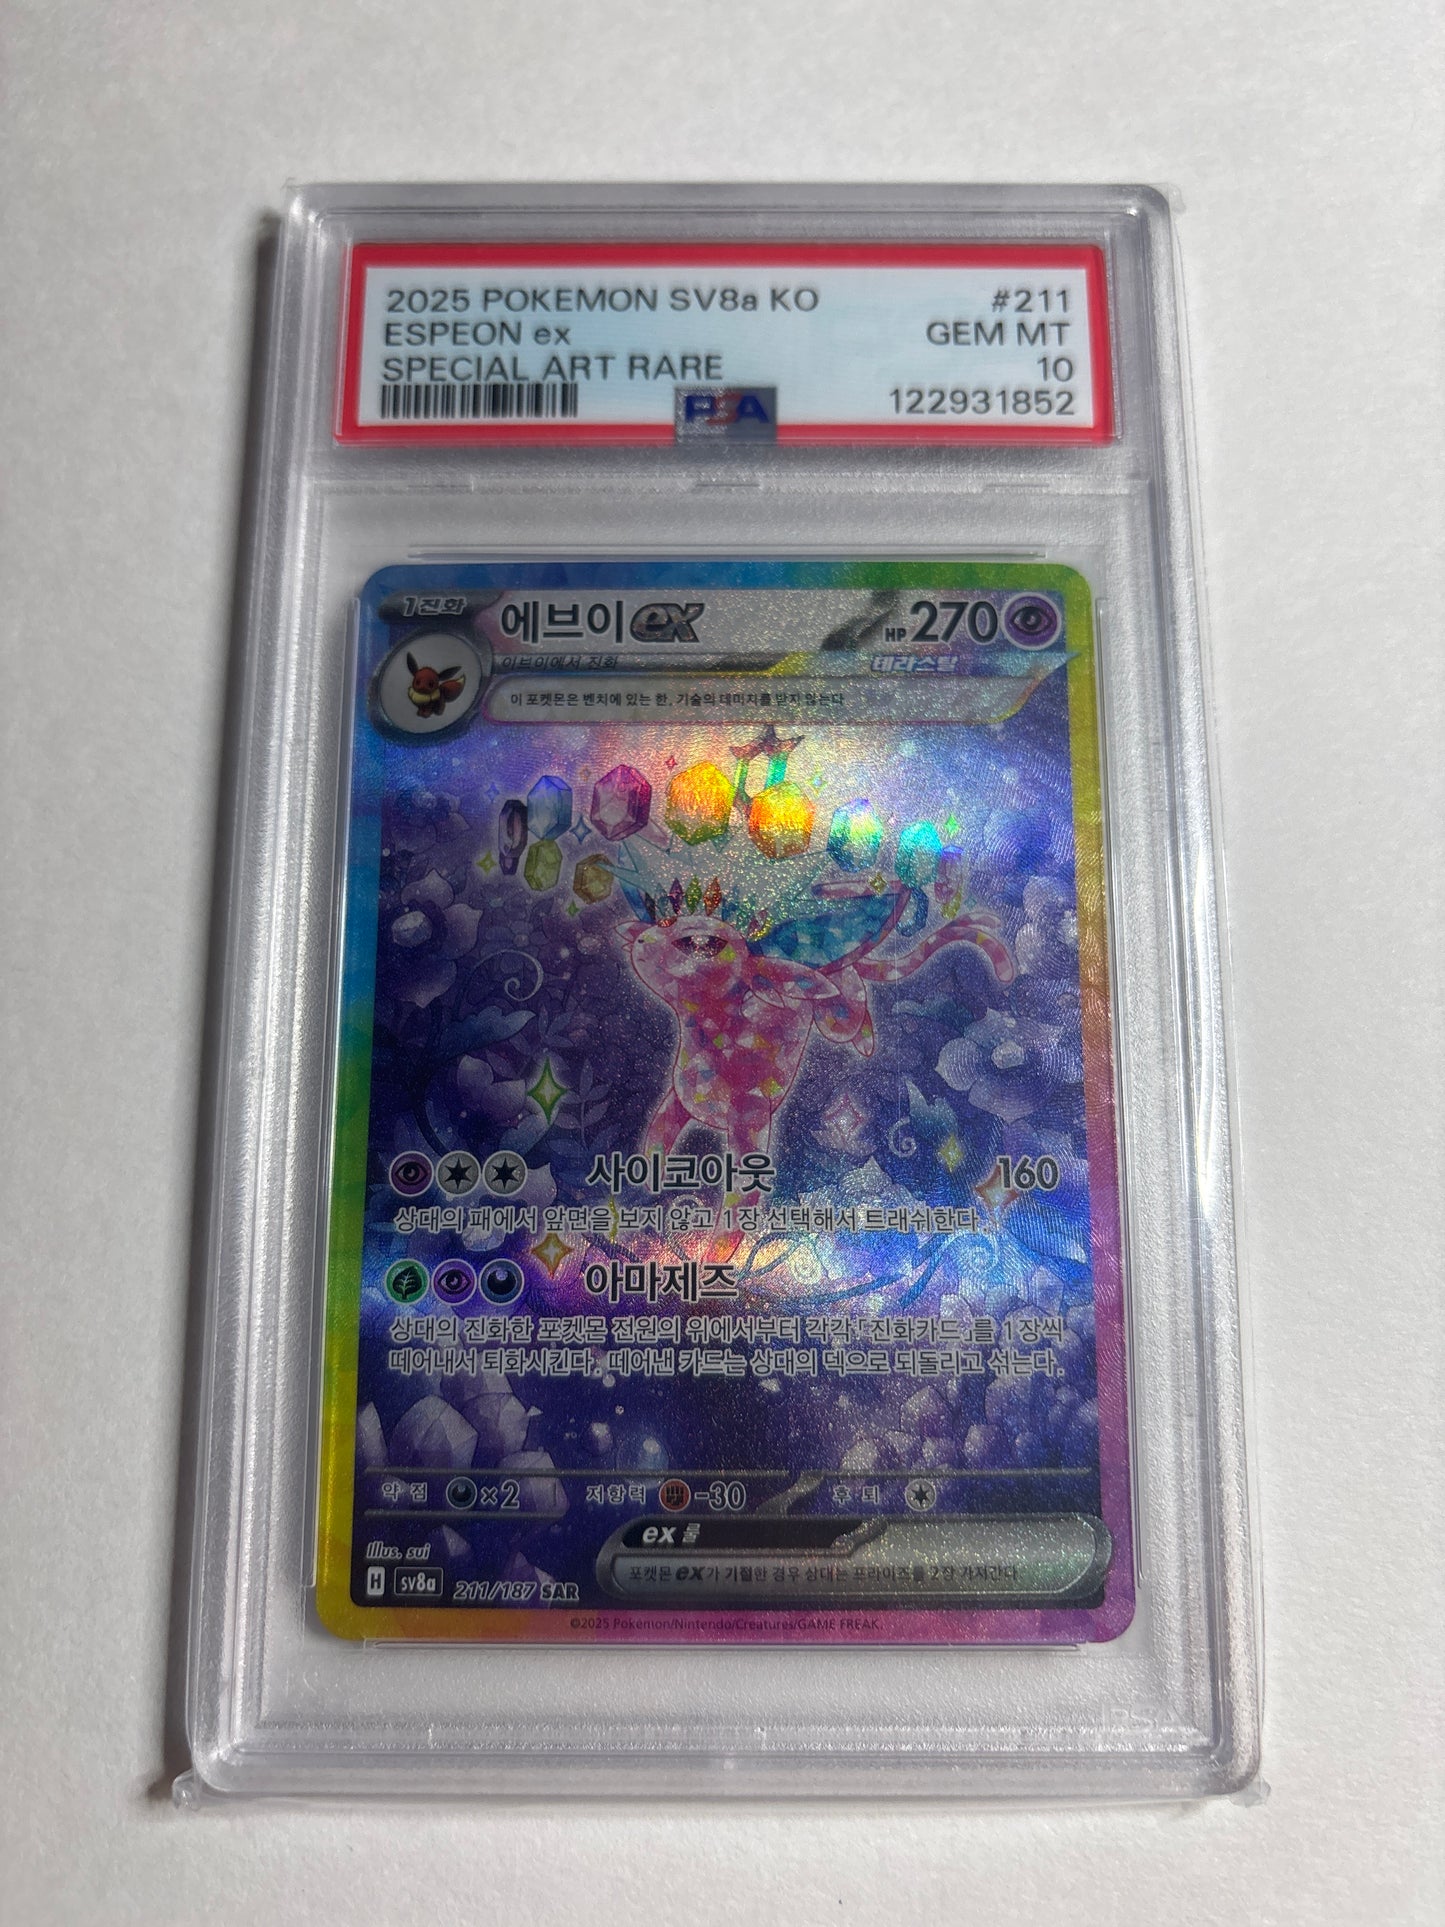 2025 POKEMON SV8a KO #211
ESPEON ex GEM MT
SPECIAL ART RARE 10
PSA 122931852
1진화 에브이 ex HP 270
이브이에서 진화 테라스탈
이 포켓몬은 벤치에 있는 한, 기술의 데미지를 받지 않는다
사이코아웃 160
상대의 패에서 앞면을 보지 않고 1장 선택해서 트래쉬한다.
아마제즈
상대의 진화한 포켓몬 전원의 위에서부터 각각 「진화카드」를 1장씩
떼어내서 퇴화시킨다. 떼어낸 카드는 상대의 덱으로 되돌리고 섞는다.
약점 ×2 저항력 -30 후퇴
ex 룰
포켓몬 ex가 기절한 경우 상대는 프라이즈를 2장 가져간다.
illus. sui
H sv8a 211/187 SAR
©2025 Pokémon/Nintendo/Creatures/GAME FREAK.
PSA